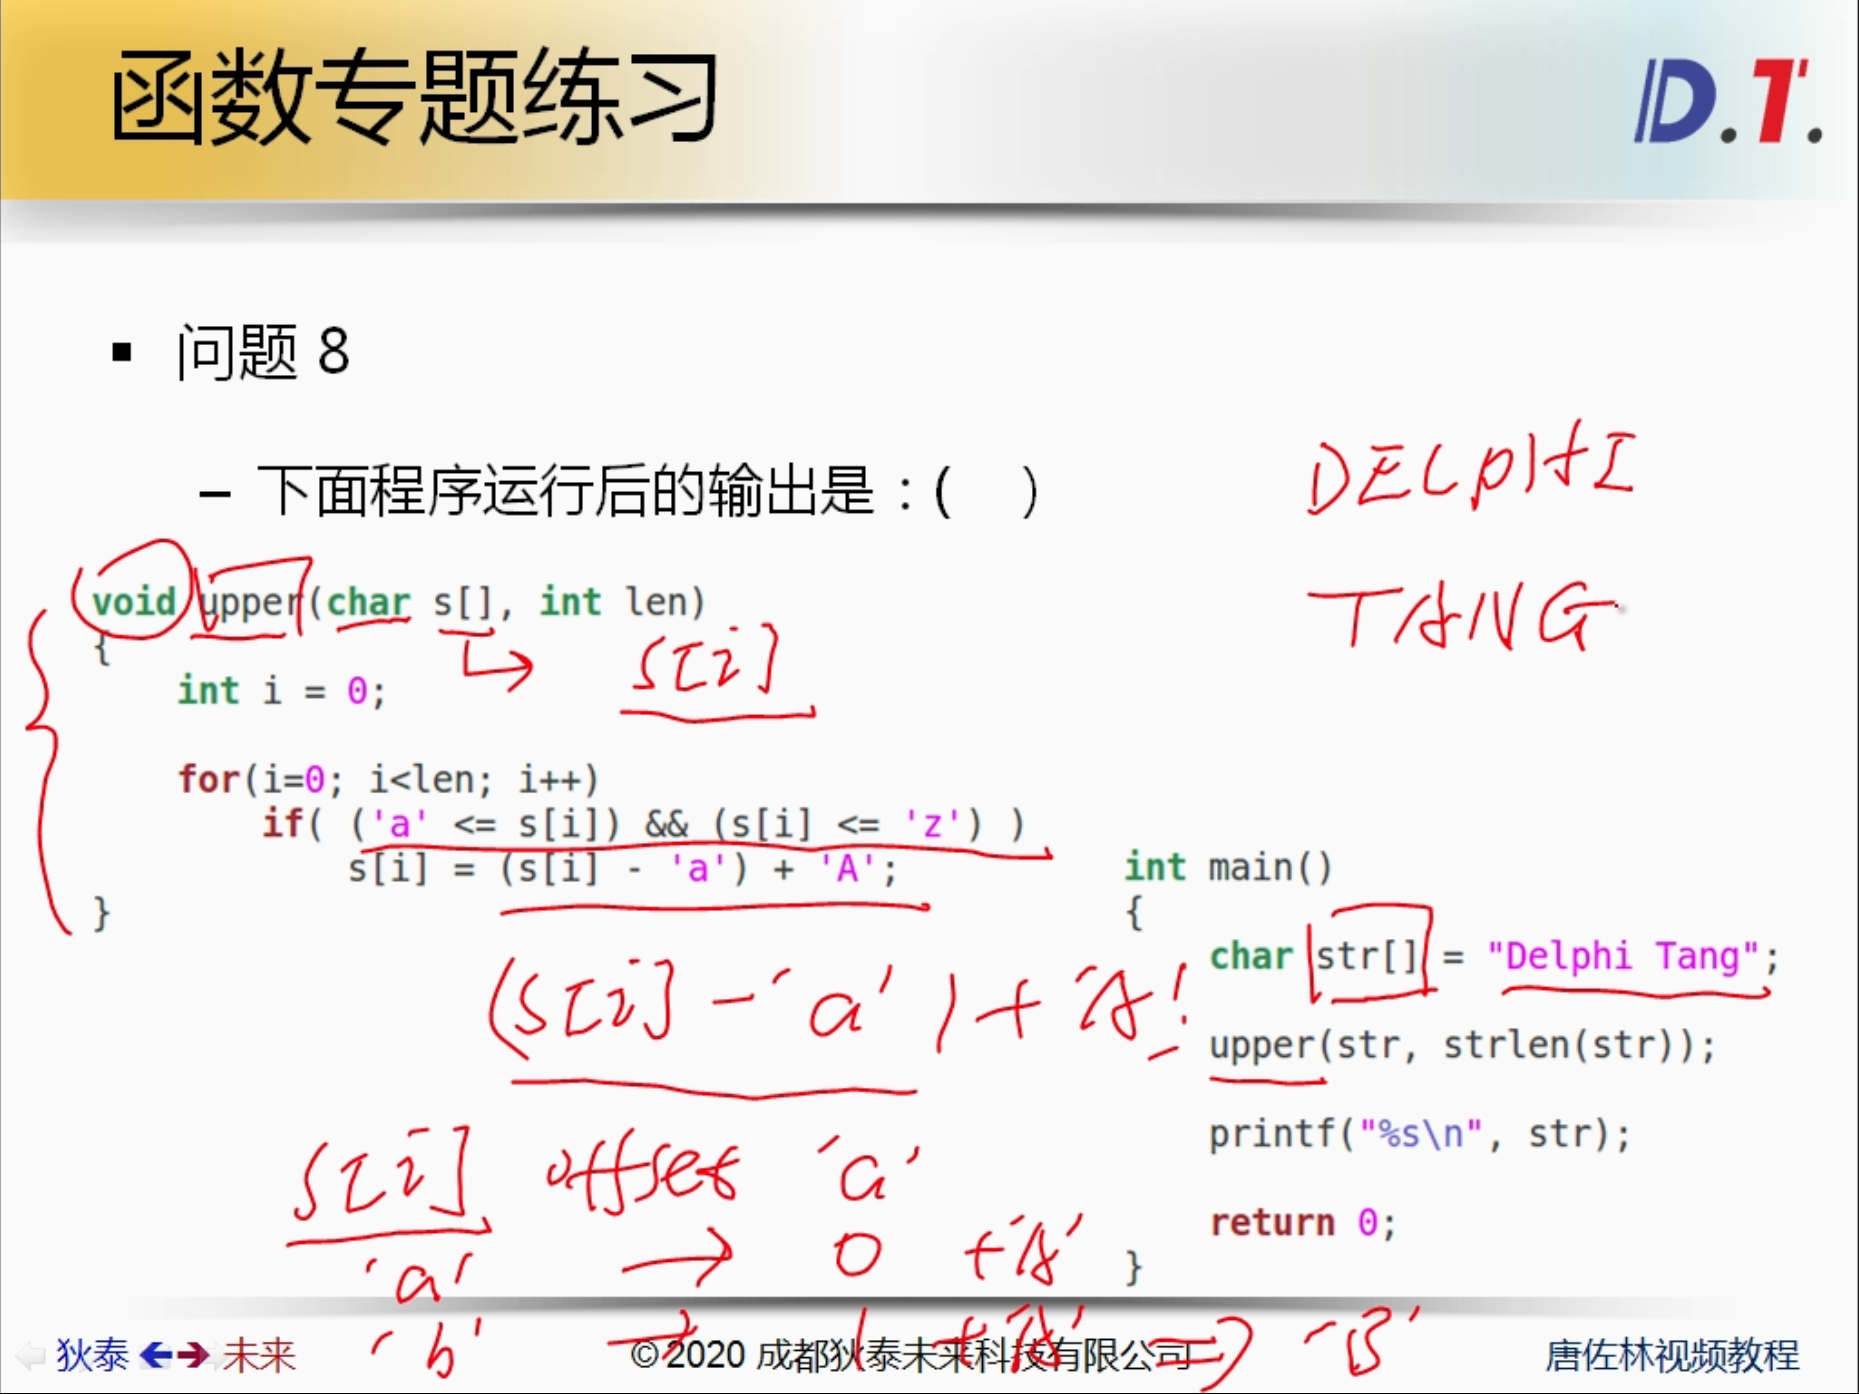 函数专题练习
D.T.
▪ 问题 8
– 下面程序运行后的输出是：(    )
DELPHI
TANG
void upper(char s[], int len)
{
s[i]
    int i = 0;
    for(i=0; i<len; i++)
        if( ('a' <= s[i]) && (s[i] <= 'z') )
            s[i] = (s[i] - 'a') + 'A';
}
int main()
{
    char str[] = "Delphi Tang";
    upper(str, strlen(str));
    printf("%s\n", str);
    return 0;
}
(s[i] - 'a') + 'A'
s[i] offset 'a'
'a' → 0 + 'A'
'b' → 1 + 'A' ⇒ 'B'
狄泰 未来
©2020 成都狄泰未来科技有限公司
唐佐林视频教程